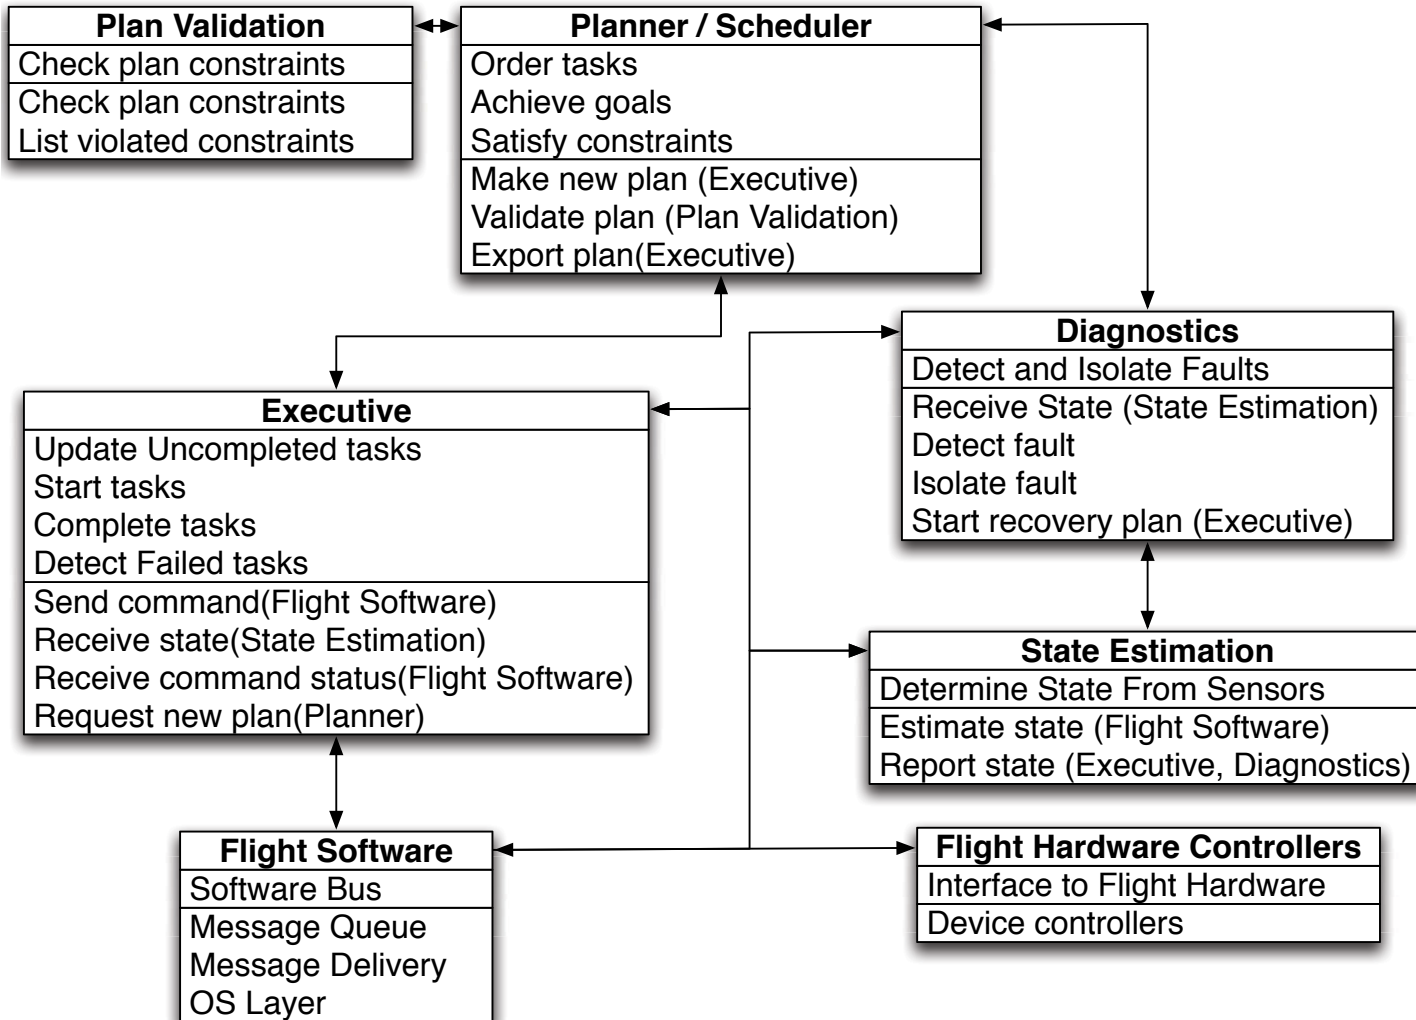 Plan Validation
Check plan constraints
Check plan constraints
List violated constraints
Planner / Scheduler
Order tasks
Achieve goals
Satisfy constraints
Make new plan (Executive)
Validate plan (Plan Validation)
Export plan(Executive)
Diagnostics
Detect and Isolate Faults
Receive State (State Estimation)
Detect fault
Isolate fault
Start recovery plan (Executive)
Executive
Update Uncompleted tasks
Start tasks
Complete tasks
Detect Failed tasks
Send command(Flight Software)
Receive state(State Estimation)
Receive command status(Flight Software)
Request new plan(Planner)
State Estimation
Determine State From Sensors
Estimate state (Flight Software)
Report state (Executive, Diagnostics)
Flight Software
Software Bus
Message Queue
Message Delivery
OS Layer
Flight Hardware Controllers
Interface to Flight Hardware
Device controllers